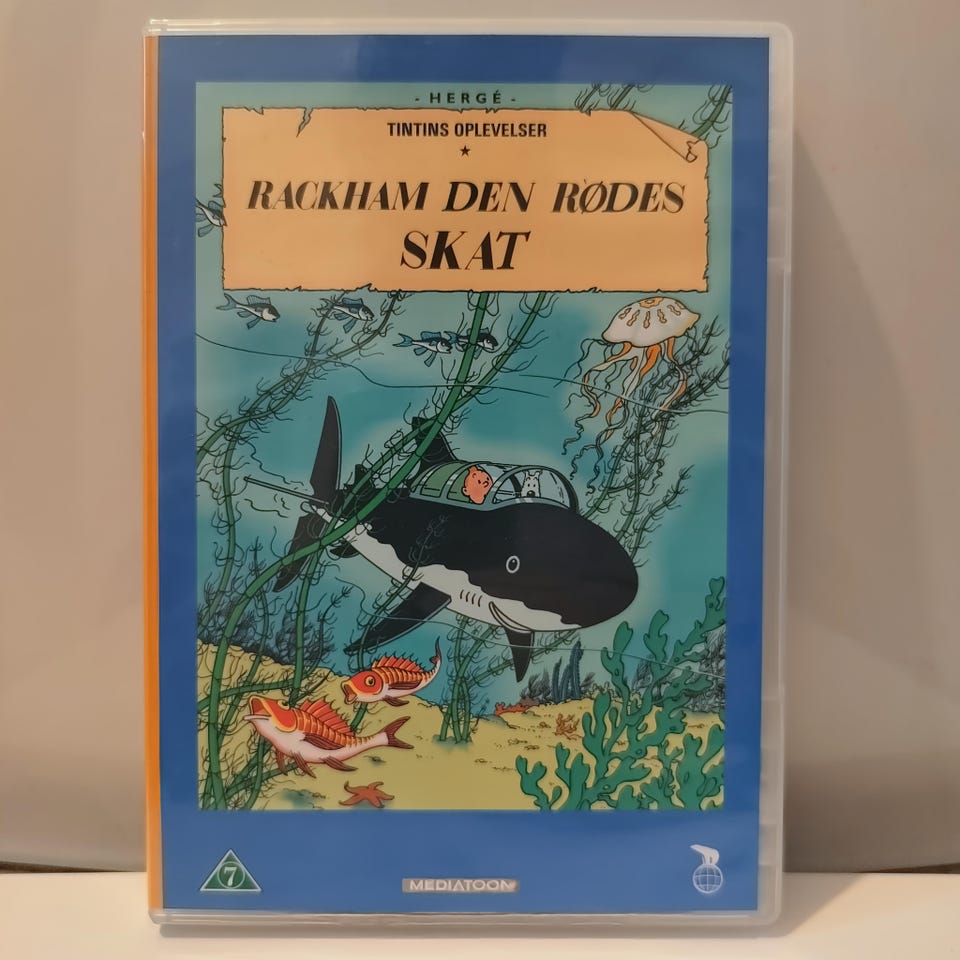 - HERGÉ -
TINTINS OPLEVELSER
RACKHAM DEN RØDES
SKAT
7
MEDIATOON